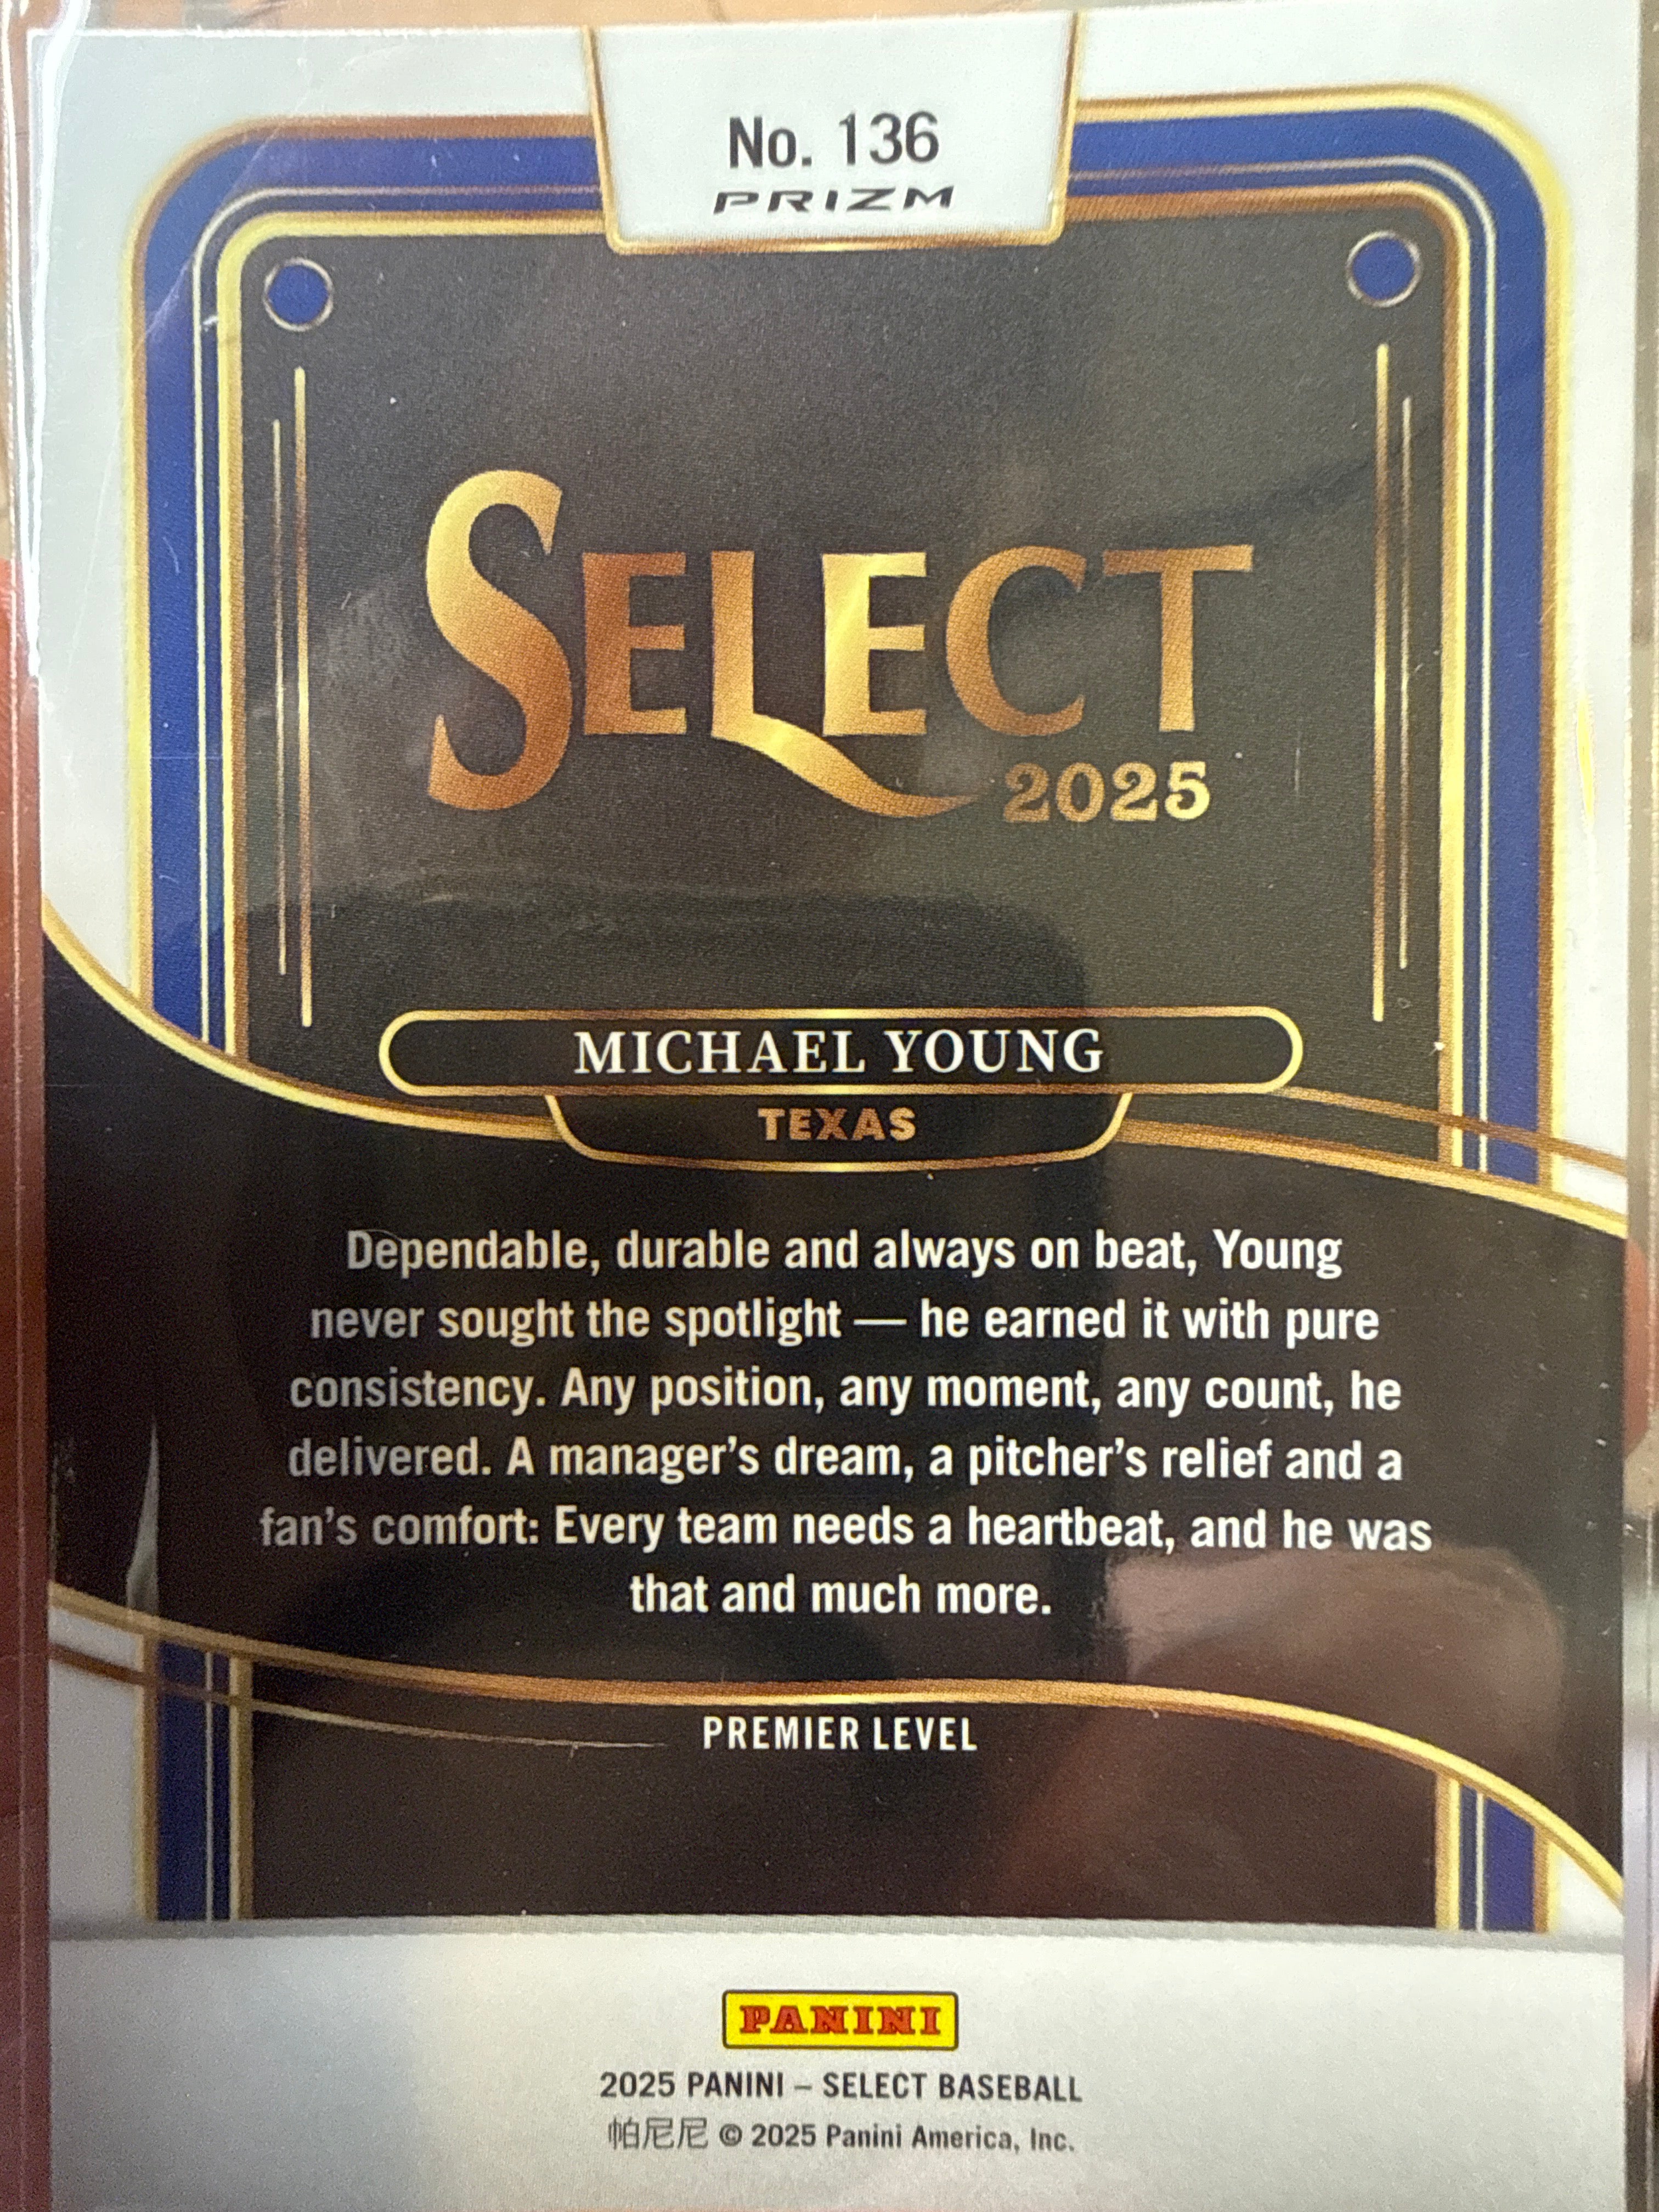 No. 136
PRIZM
SELECT
2025
MICHAEL YOUNG
TEXAS
Dependable, durable and always on beat, Young
never sought the spotlight — he earned it with pure
consistency. Any position, any moment, any count, he
delivered. A manager's dream, a pitcher's relief and a
fan's comfort: Every team needs a heartbeat, and he was
that and much more.
PREMIER LEVEL
PANINI
2025 PANINI – SELECT BASEBALL
帕尼尼 © 2025 Panini America, Inc.